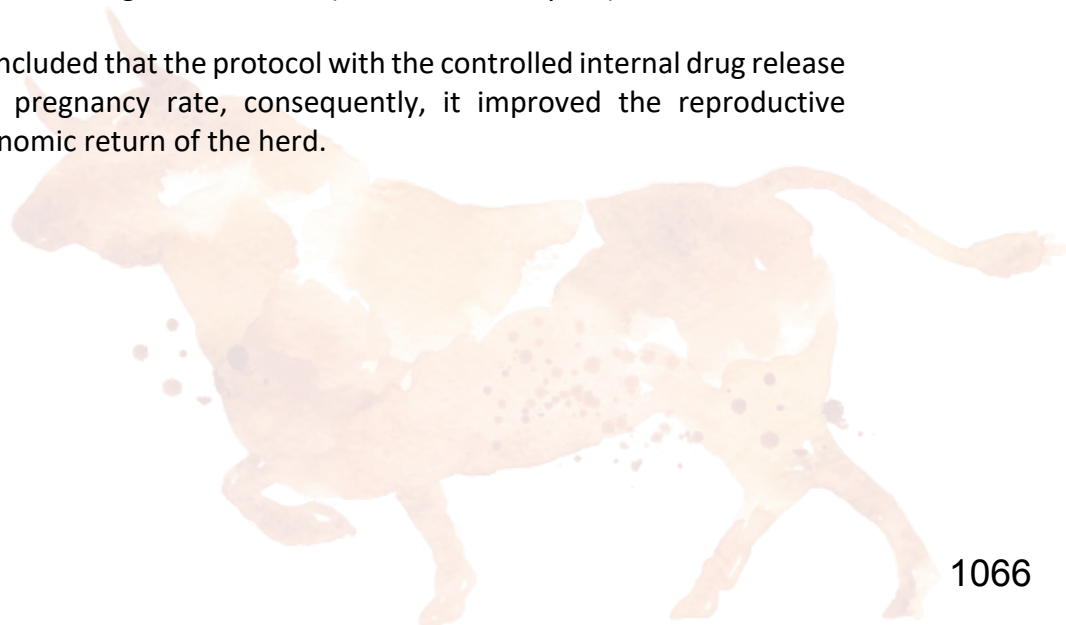 ncluded that the protocol with the controlled internal drug release
pregnancy rate, consequently, it improved the reproductive
nomic return of the herd.
1066